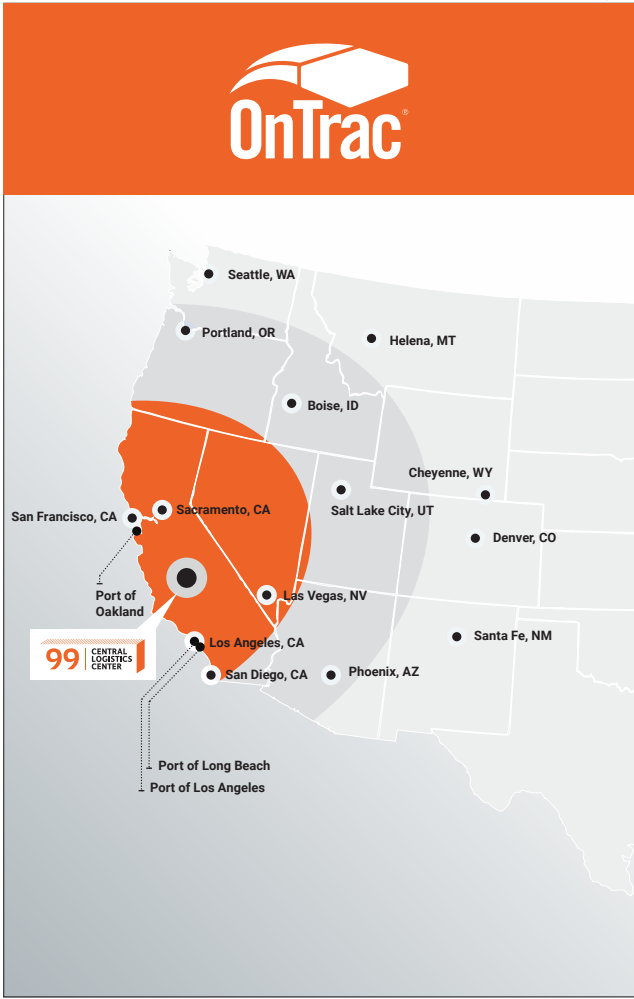 OnTrac®
Seattle, WA
Portland, OR
Helena, MT
Boise, ID
Cheyenne, WY
Salt Lake City, UT
Sacramento, CA
San Francisco, CA
Denver, CO
Port of
Oakland
Las Vegas, NV
Santa Fe, NM
Los Angeles, CA
99
CENTRAL
LOGISTICS
CENTER
Phoenix, AZ
San Diego, CA
Port of Long Beach
Port of Los Angeles